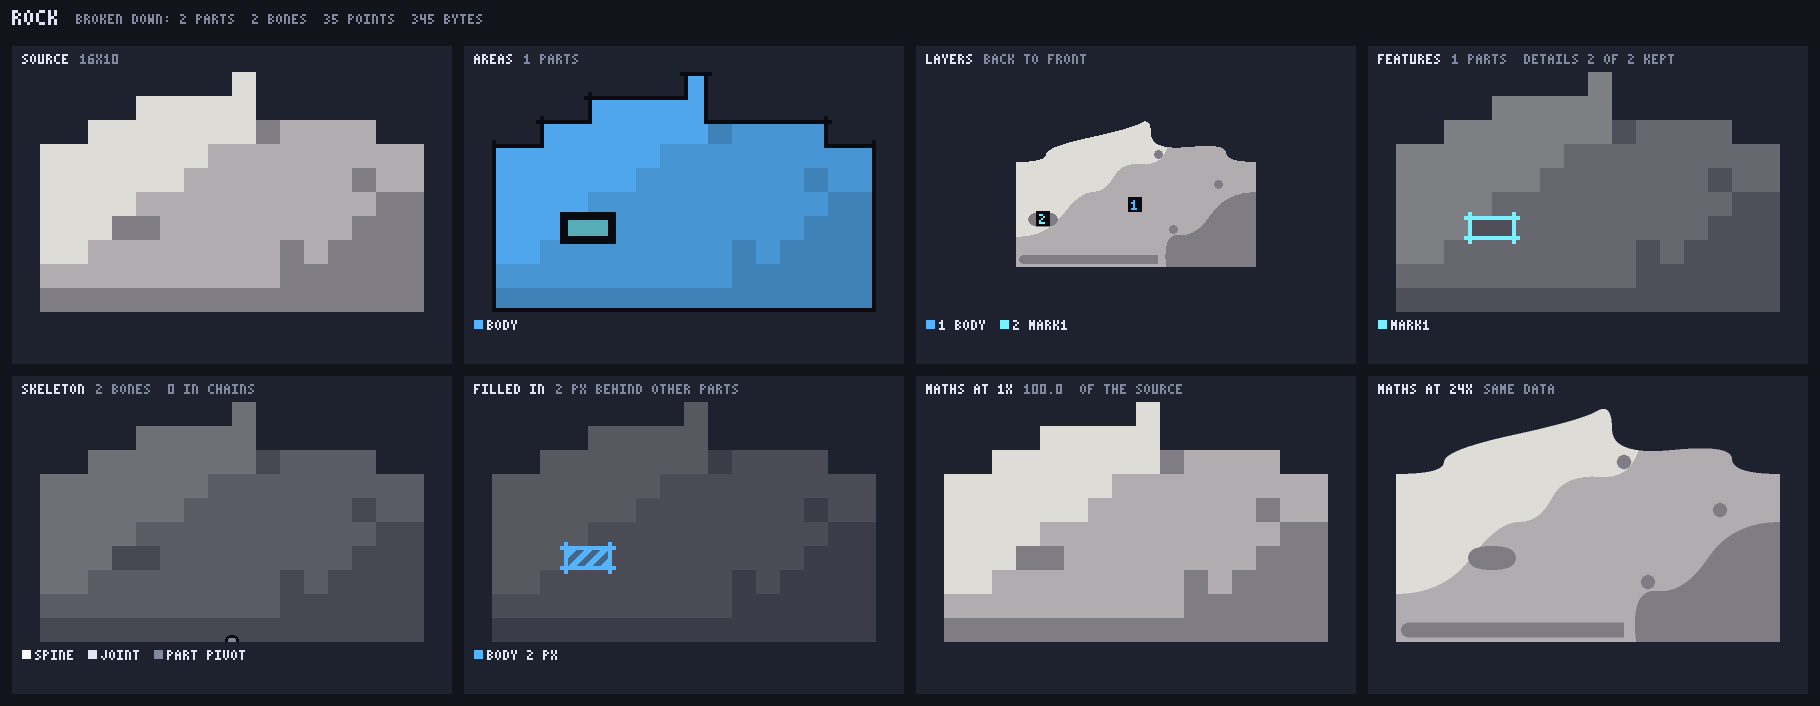 ROCK BROKEN DOWN: 2 PARTS 2 BONES 35 POINTS 345 BYTES
SOURCE 16X10
AREAS 1 PARTS
BODY
LAYERS BACK TO FRONT
1
2
1 BODY 2 MARK1
FEATURES 1 PARTS DETAILS 2 OF 2 KEPT
MARK1
SKELETON 2 BONES 0 IN CHAINS
SPINE JOINT PART PIVOT
FILLED IN 2 PX BEHIND OTHER PARTS
BODY 2 PX
MATHS AT 1X 100.0 OF THE SOURCE
MATHS AT 24X SAME DATA